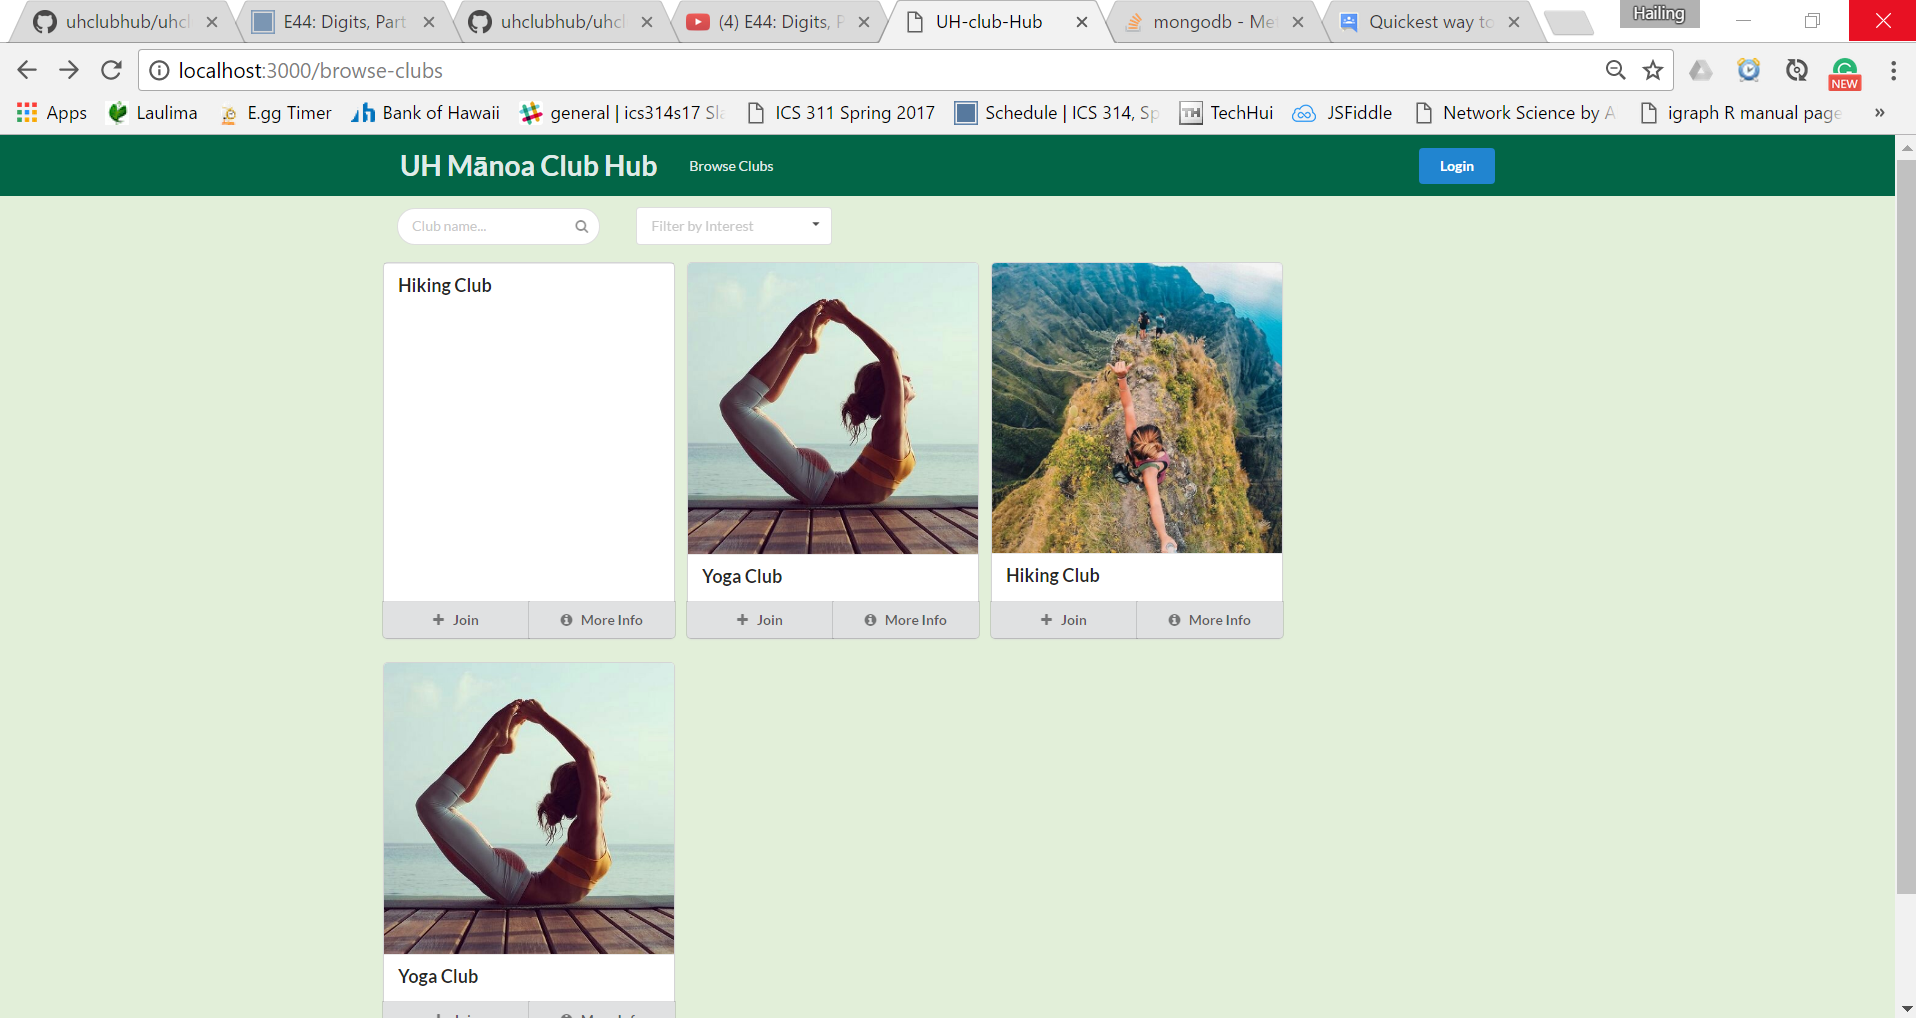 uhclubhub/uhcl
E44: Digits, Part
uhclubhub/uhcl
(4) E44: Digits, P
UH-club-Hub
mongodb - Met
Quickest way to
Hailing
localhost:3000/browse-clubs
NEW
Apps
Laulima
E.gg Timer
Bank of Hawaii
general | ics314s17 Sla
ICS 311 Spring 2017
Schedule | ICS 314, Sp
TH TechHui
JSFiddle
Network Science by A
igraph R manual page
»
UH Mānoa Club Hub
Browse Clubs
Login
Club name...
Filter by Interest
Hiking Club
Join
More Info
Yoga Club
Join
More Info
Hiking Club
Join
More Info
Yoga Club